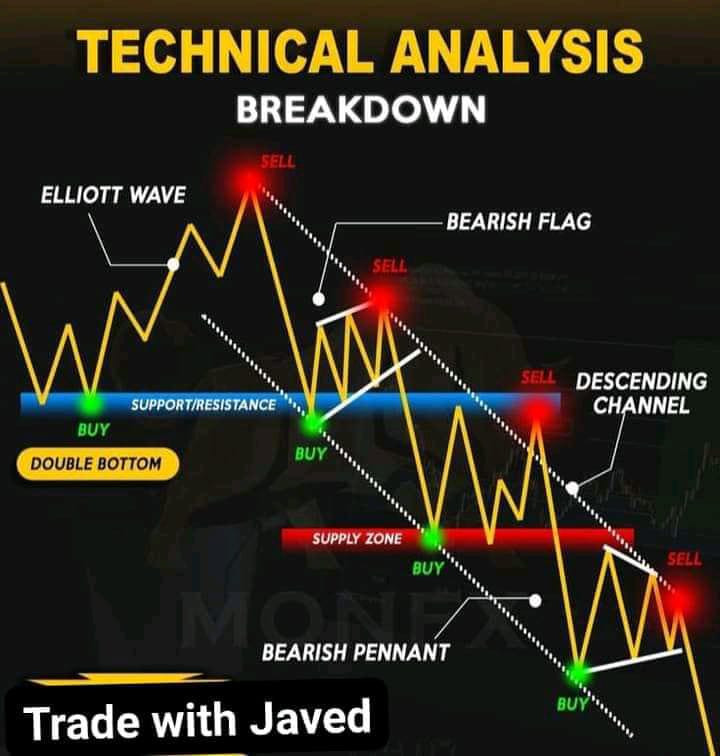 TECHNICAL ANALYSIS
BREAKDOWN
SELL
ELLIOTT WAVE
BEARISH FLAG
SELL
SELL
DESCENDING
CHANNEL
SUPPORT/RESISTANCE
BUY
BUY
DOUBLE BOTTOM
SUPPLY ZONE
BUY
SELL
MONEX
BEARISH PENNANT
BUY
Trade with Javed